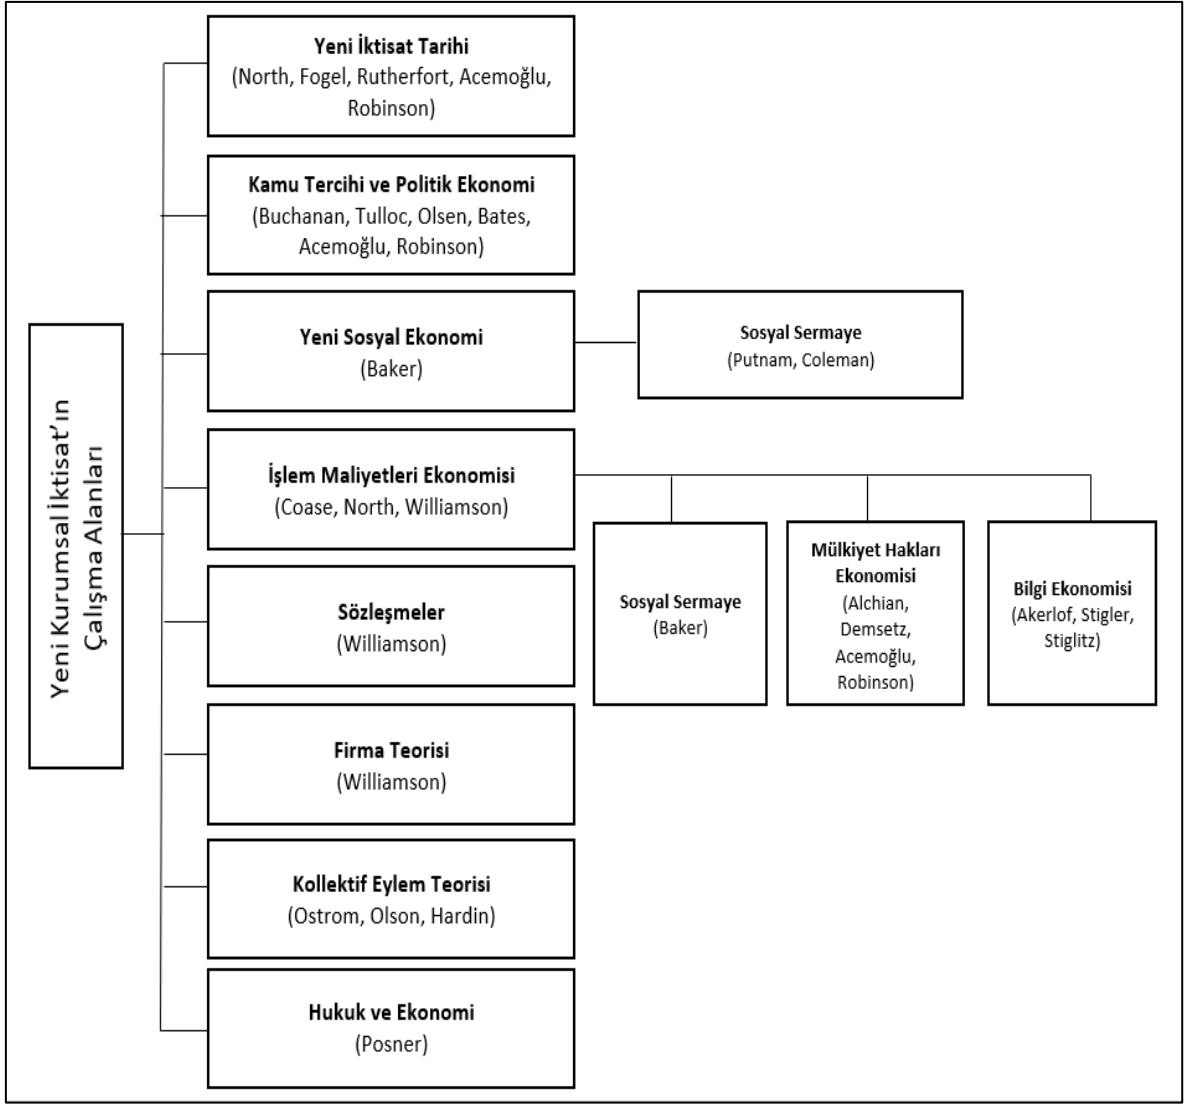 Yeni Kurumsal İktisat’ın
Çalışma Alanları
Yeni İktisat Tarihi
(North, Fogel, Rutherfort, Acemoğlu,
Robinson)
Kamu Tercihi ve Politik Ekonomi
(Buchanan, Tulloc, Olsen, Bates,
Acemoğlu, Robinson)
Yeni Sosyal Ekonomi
(Baker)
Sosyal Sermaye
(Putnam, Coleman)
İşlem Maliyetleri Ekonomisi
(Coase, North, Williamson)
Sosyal Sermaye
(Baker)
Mülkiyet Hakları
Ekonomisi
(Alchian,
Demsetz,
Acemoğlu,
Robinson)
Bilgi Ekonomisi
(Akerlof, Stigler,
Stiglitz)
Sözleşmeler
(Williamson)
Firma Teorisi
(Williamson)
Kollektif Eylem Teorisi
(Ostrom, Olson, Hardin)
Hukuk ve Ekonomi
(Posner)